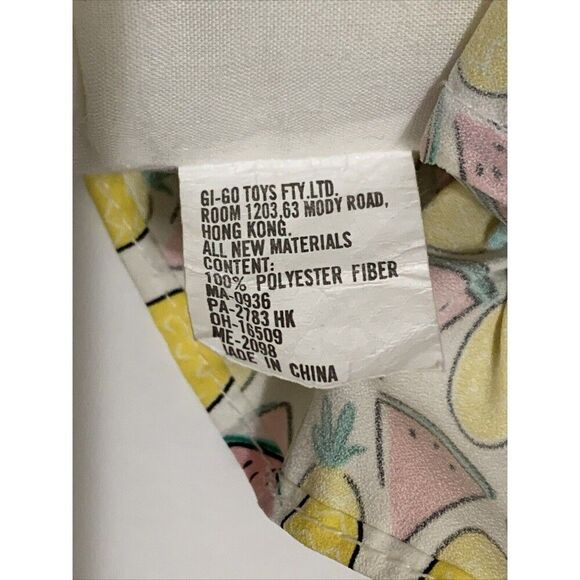 GI-GO TOYS FTY.LTD.
ROOM 1203,63 MODY ROAD,
HONG KONG.
ALL NEW MATERIALS
CONTENT:
100% POLYESTER FIBER
MA-0936
PA-2783 HK
OH-16509
ME-2098
MADE IN CHINA